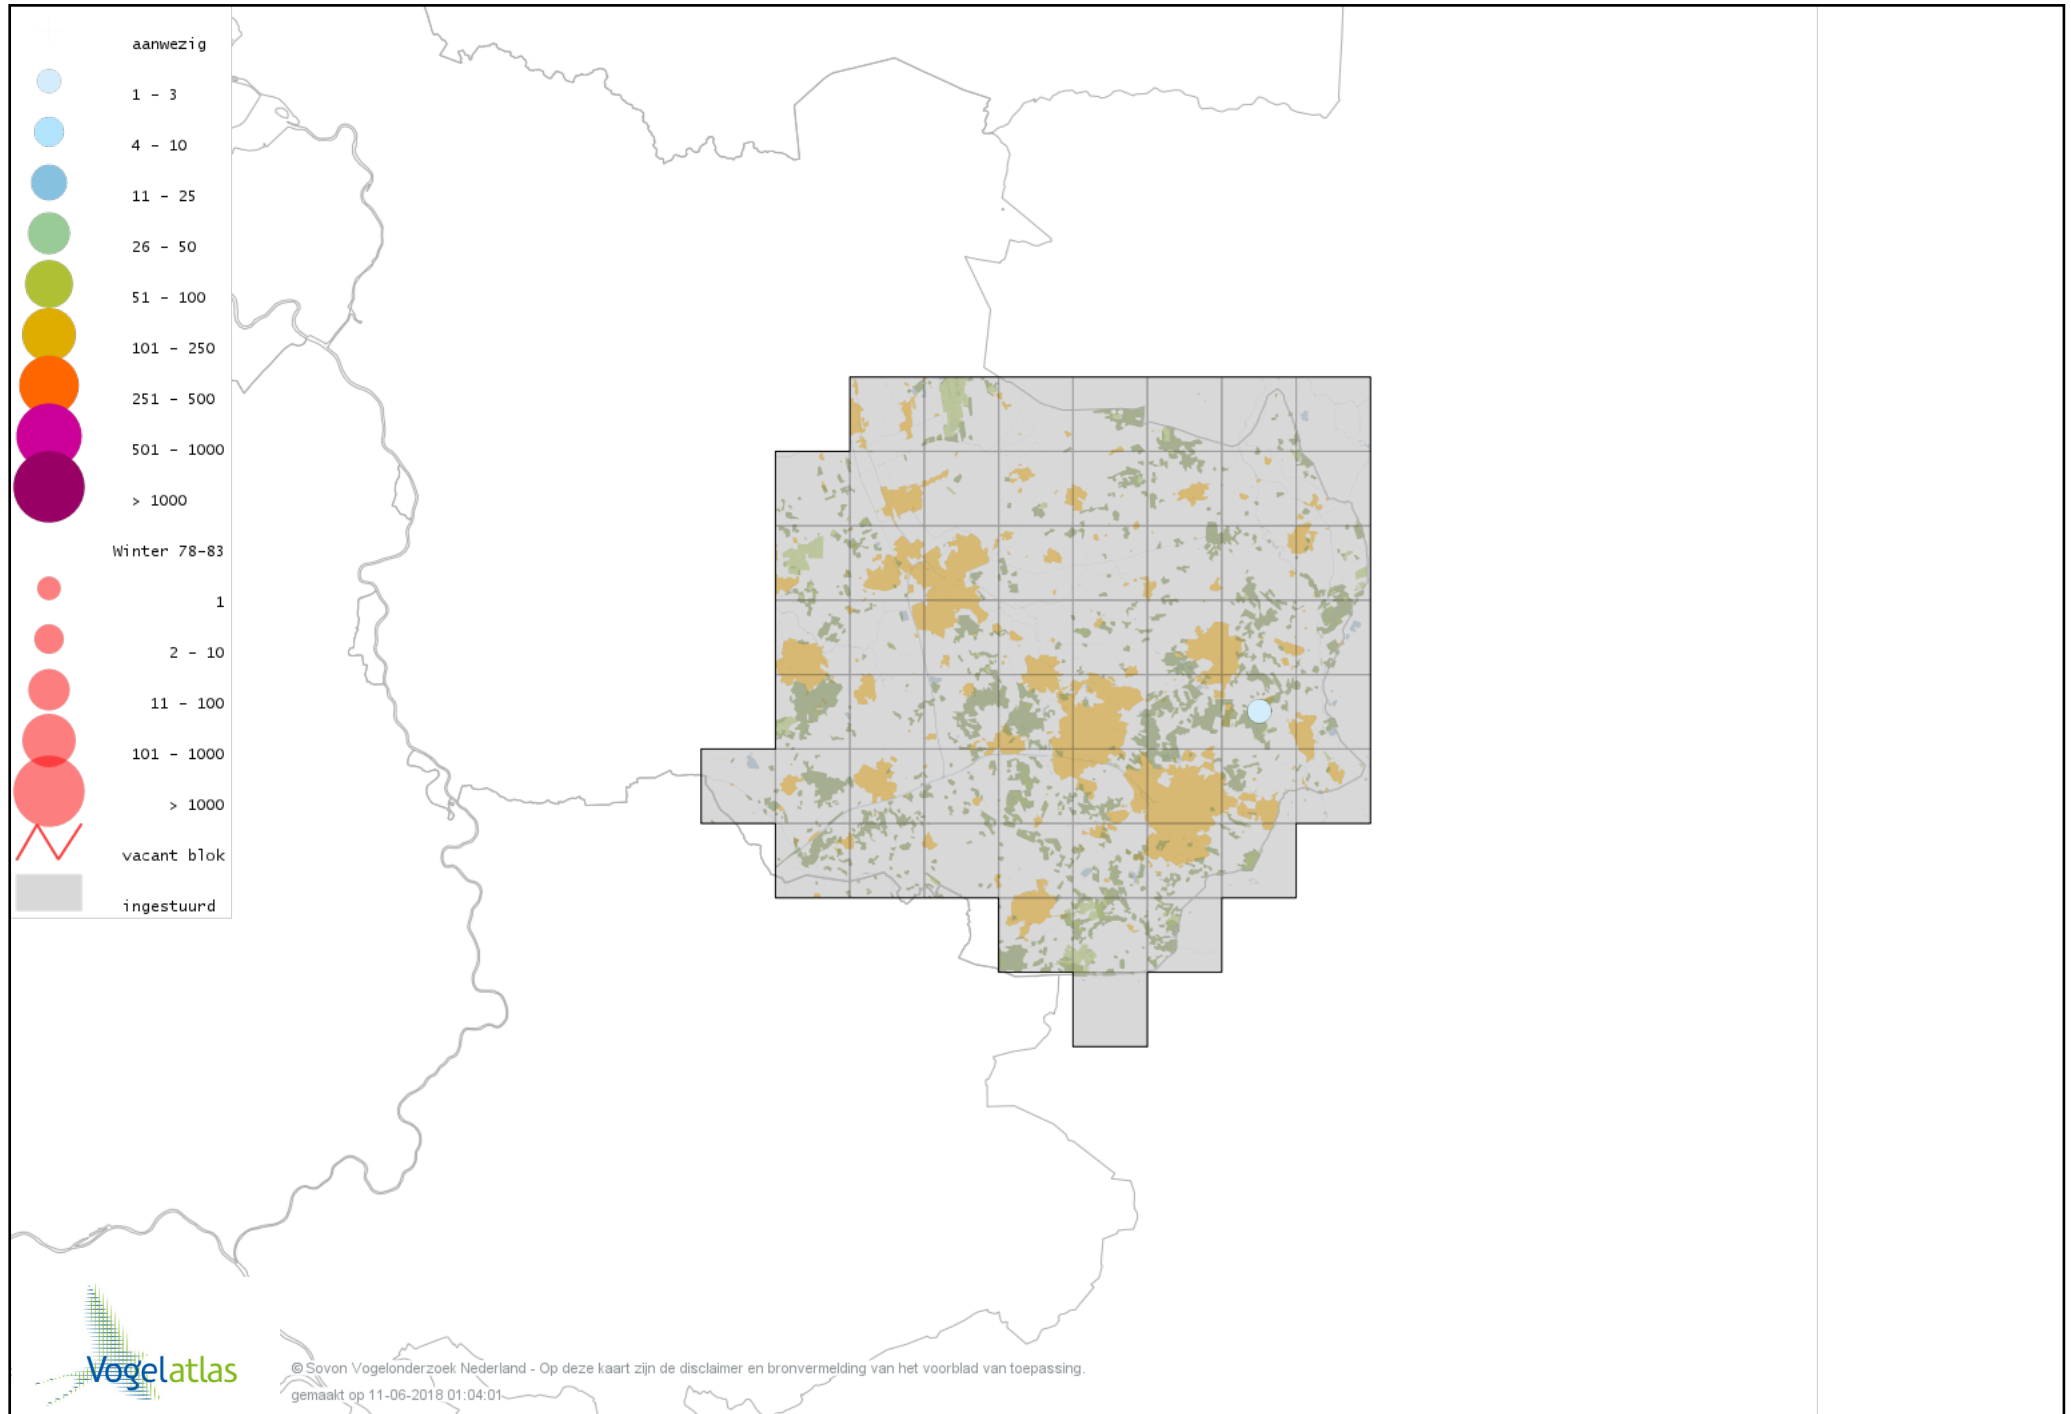 aanwezig
1 - 3
4 - 10
11 - 25
26 - 50
51 - 100
101 - 250
251 - 500
501 - 1000
> 1000
Winter 78-83
1
2 - 10
11 - 100
101 - 1000
> 1000
vacant blok
ingestuurd
Vogelatlas
© Sovon Vogelonderzoek Nederland - Op deze kaart zijn de disclaimer en bronvermelding van het voorblad van toepassing.
gemaakt op 11-06-2018 01:04:01